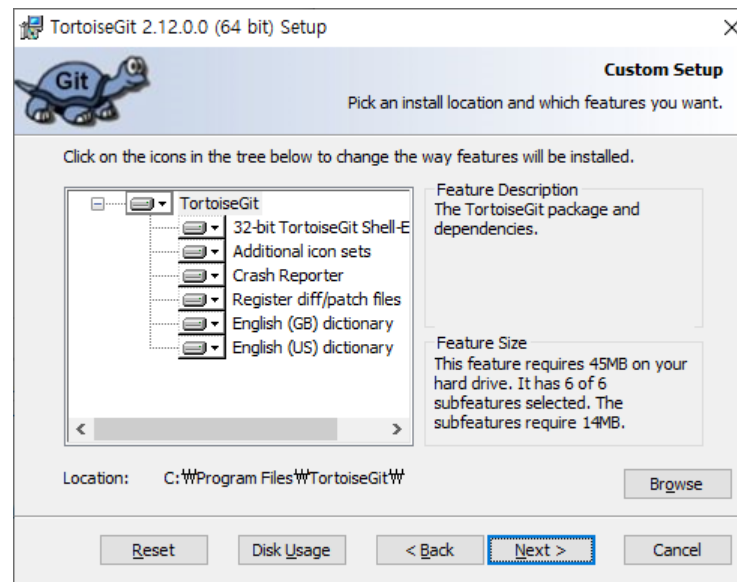 TortoiseGit 2.12.0.0 (64 bit) Setup
Git
Custom Setup
Pick an install location and which features you want.
Click on the icons in the tree below to change the way features will be installed.
TortoiseGit
32-bit TortoiseGit Shell-E
Additional icon sets
Crash Reporter
Register diff/patch files
English (GB) dictionary
English (US) dictionary
Feature Description
The TortoiseGit package and
dependencies.
Feature Size
This feature requires 45MB on your
hard drive. It has 6 of 6
subfeatures selected. The
subfeatures require 14MB.
Location: C:₩Program Files₩TortoiseGit₩
Browse
Reset Disk Usage < Back Next > Cancel